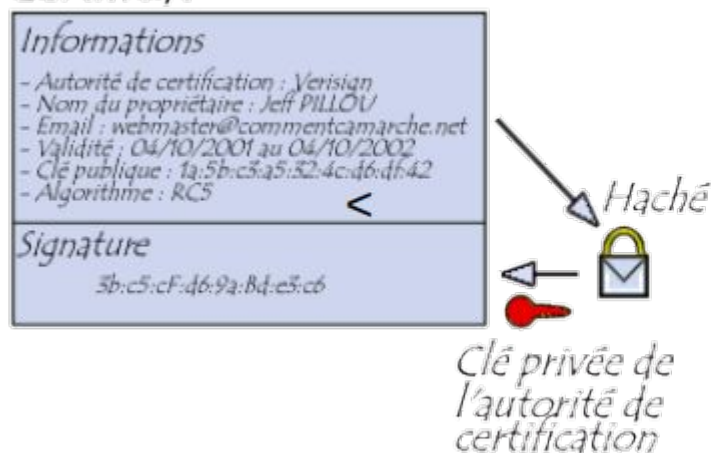 Informations
- Autorité de certification : Verisign
- Nom du propriétaire : Jeff PILLOU
- Email : webmaster@commentcamarche.net
- Validité : 04/10/2001 au 04/10/2002
- Clé publique : 1a:5b:c3:a5:32:4c:d6:df:42
- Algorithme : RC5
<
Haché
Signature
3b:c5:cF:d6:9a:Bd:e3:c6
Clé privée de
l'autorité de
certification